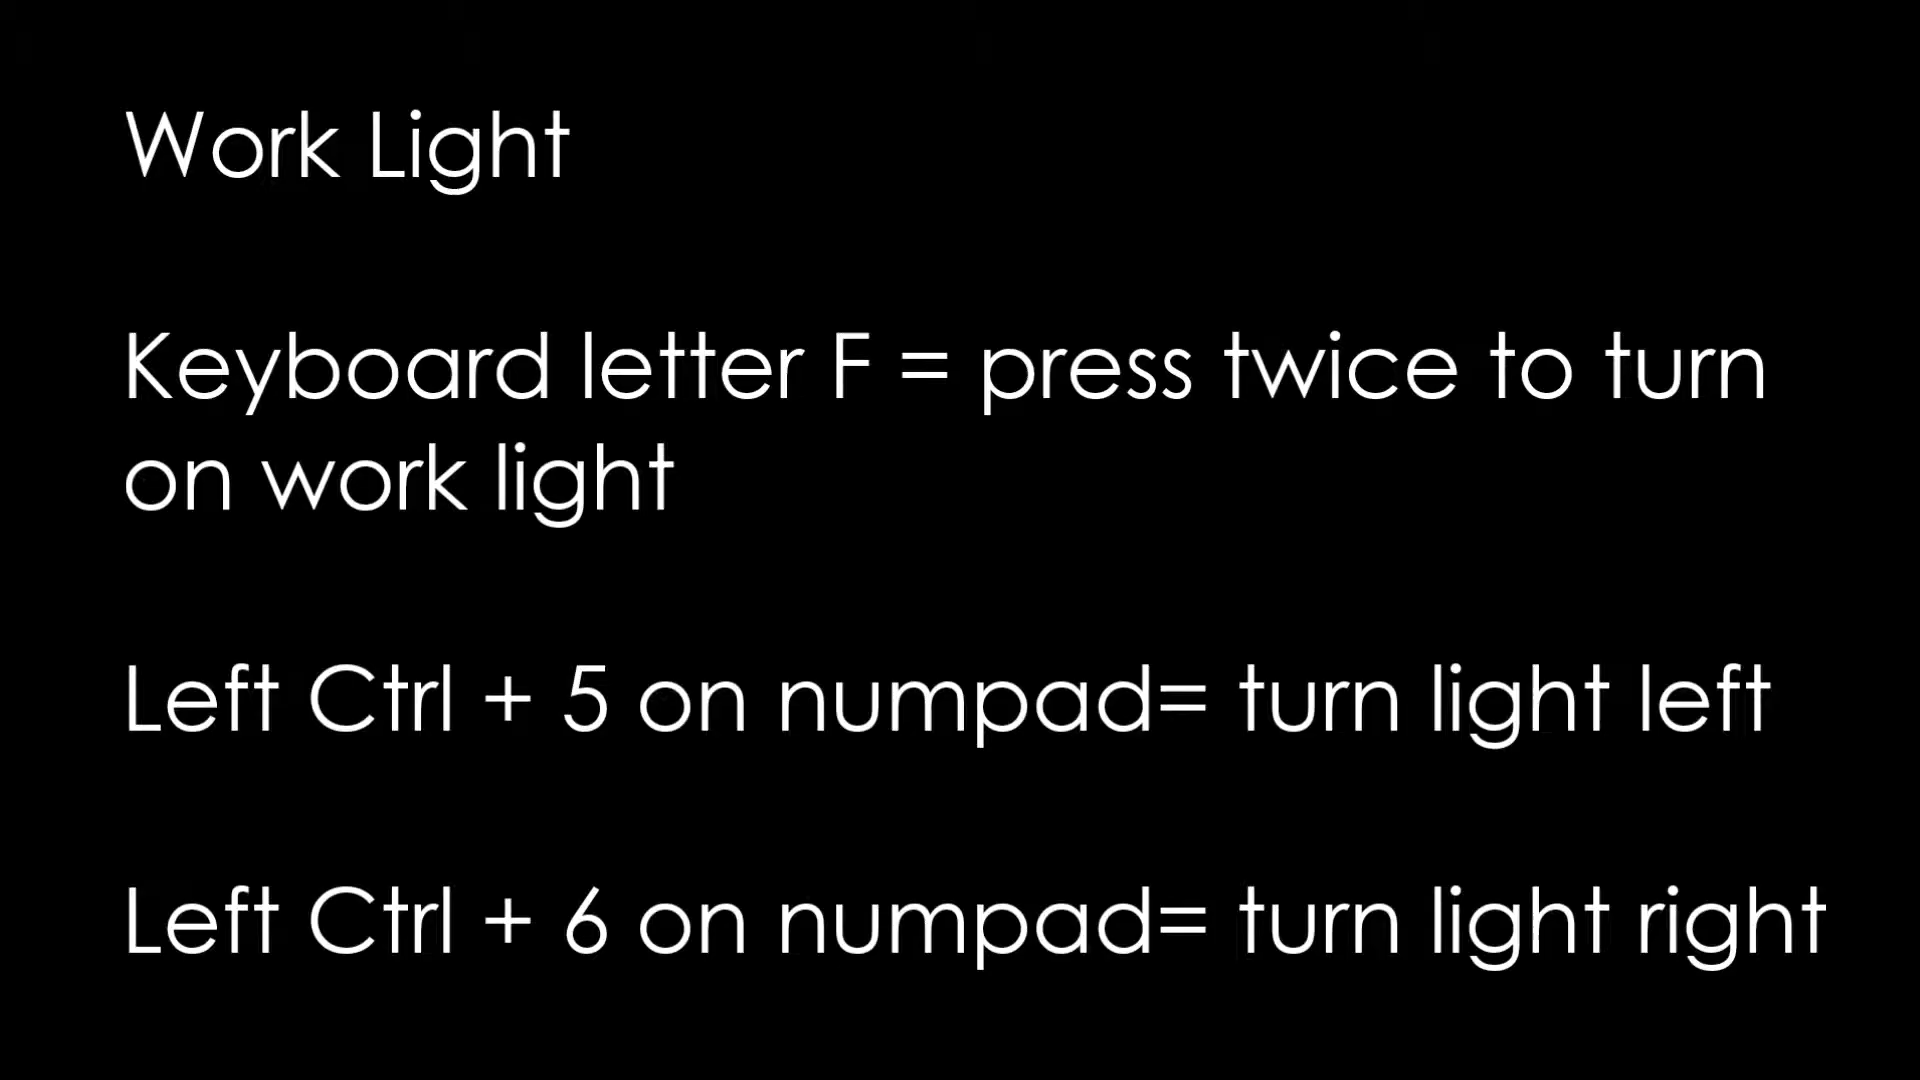 Work Light
Keyboard letter F = press twice to turn
on work light
Left Ctrl + 5 on numpad= turn light left
Left Ctrl + 6 on numpad= turn light right